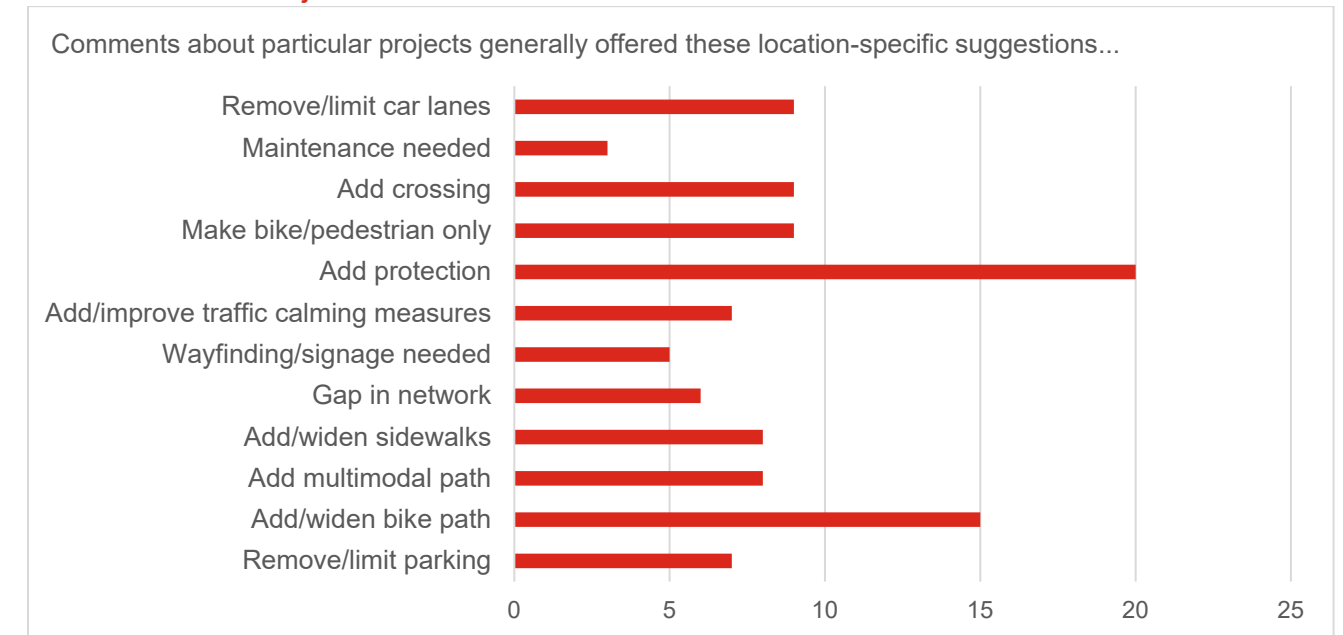 Comments about particular projects generally offered these location-specific suggestions...
Remove/limit car lanes
Maintenance needed
Add crossing
Make bike/pedestrian only
Add protection
Add/improve traffic calming measures
Wayfinding/signage needed
Gap in network
Add/widen sidewalks
Add multimodal path
Add/widen bike path
Remove/limit parking
0 5 10 15 20 25